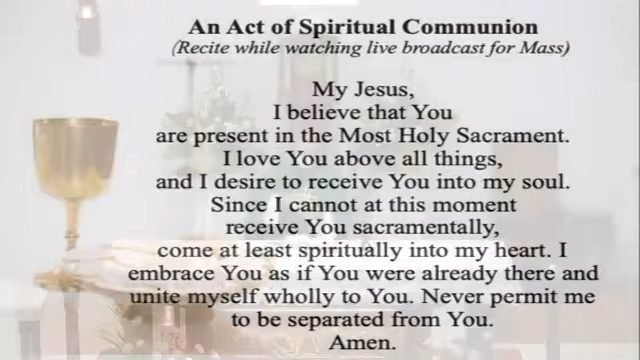 An Act of Spiritual Communion
(Recite while watching live broadcast for Mass)
My Jesus,
I believe that You
are present in the Most Holy Sacrament.
I love You above all things,
and I desire to receive You into my soul.
Since I cannot at this moment
receive You sacramentally,
come at least spiritually into my heart. I
embrace You as if You were already there and
unite myself wholly to You. Never permit me
to be separated from You.
Amen.